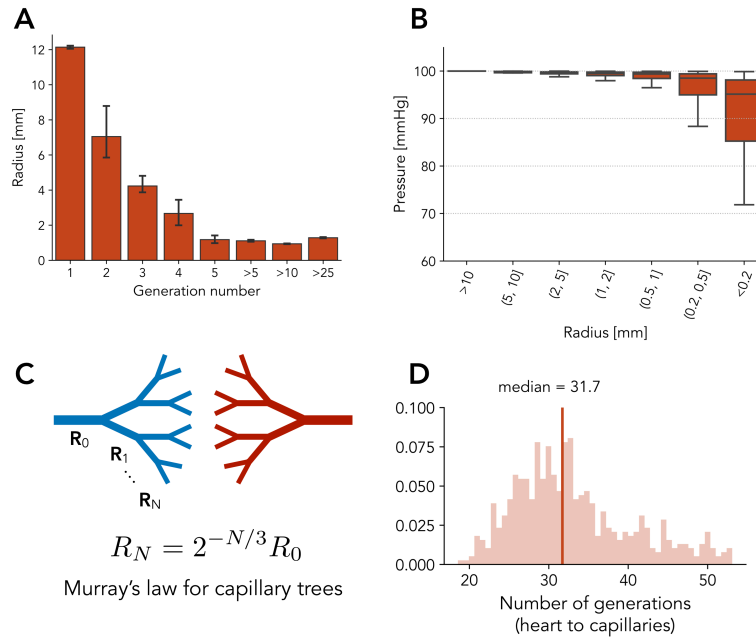 A
Radius [mm]
12
10
8
6
4
2
0
1 2 3 4 5 >5 >10 >25
Generation number
B
Pressure [mmHg]
100
90
80
70
60
>10 (5, 10] (2, 5] (1, 2] (0.5, 1] (0.2, 0,5] <0.2
Radius [mm]
C
R0
R1
RN
R_N = 2^{-N/3}R_0
Murray's law for capillary trees
D
median = 31.7
0.100
0.075
0.050
0.025
0.000
20 30 40 50
Number of generations
(heart to capillaries)